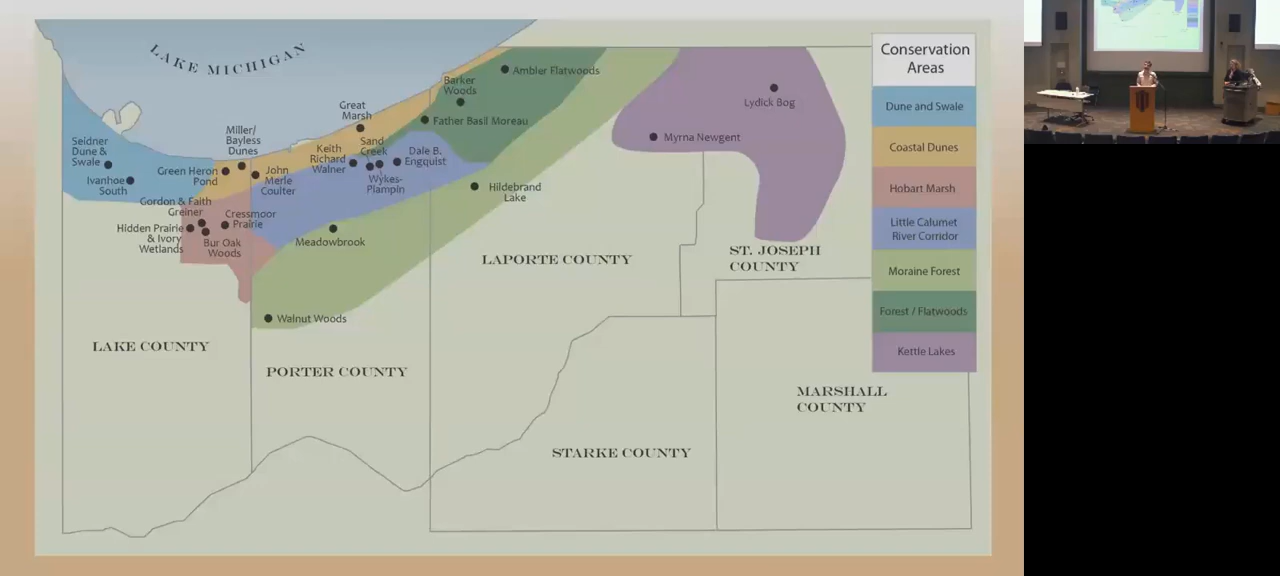 LAKE MICHIGAN
Conservation
Areas
Dune and Swale
Coastal Dunes
Hobart Marsh
Little Calumet
River Corridor
Moraine Forest
Forest / Flatwoods
Kettle Lakes
Ambler Flatwoods
Barker
Woods
Father Basil Moreau
Great
Marsh
Sand
Creek
Miller/
Bayless
Dunes
Keith
Richard
Walner
Dale B.
Engquist
Wykes-
Plampin
Seidner
Dune &
Swale
Ivanhoe
South
Green Heron
Pond
John
Merle
Coulter
Gordon & Faith
Greiner
Cressmoor
Prairie
Hidden Prairie
& Ivory
Wetlands
Bur Oak
Woods
Meadowbrook
Hildebrand
Lake
Walnut Woods
Lydick Bog
Myrna Newgent
LAKE COUNTY
PORTER COUNTY
LAPORTE COUNTY
ST. JOSEPH
COUNTY
STARKE COUNTY
MARSHALL
COUNTY